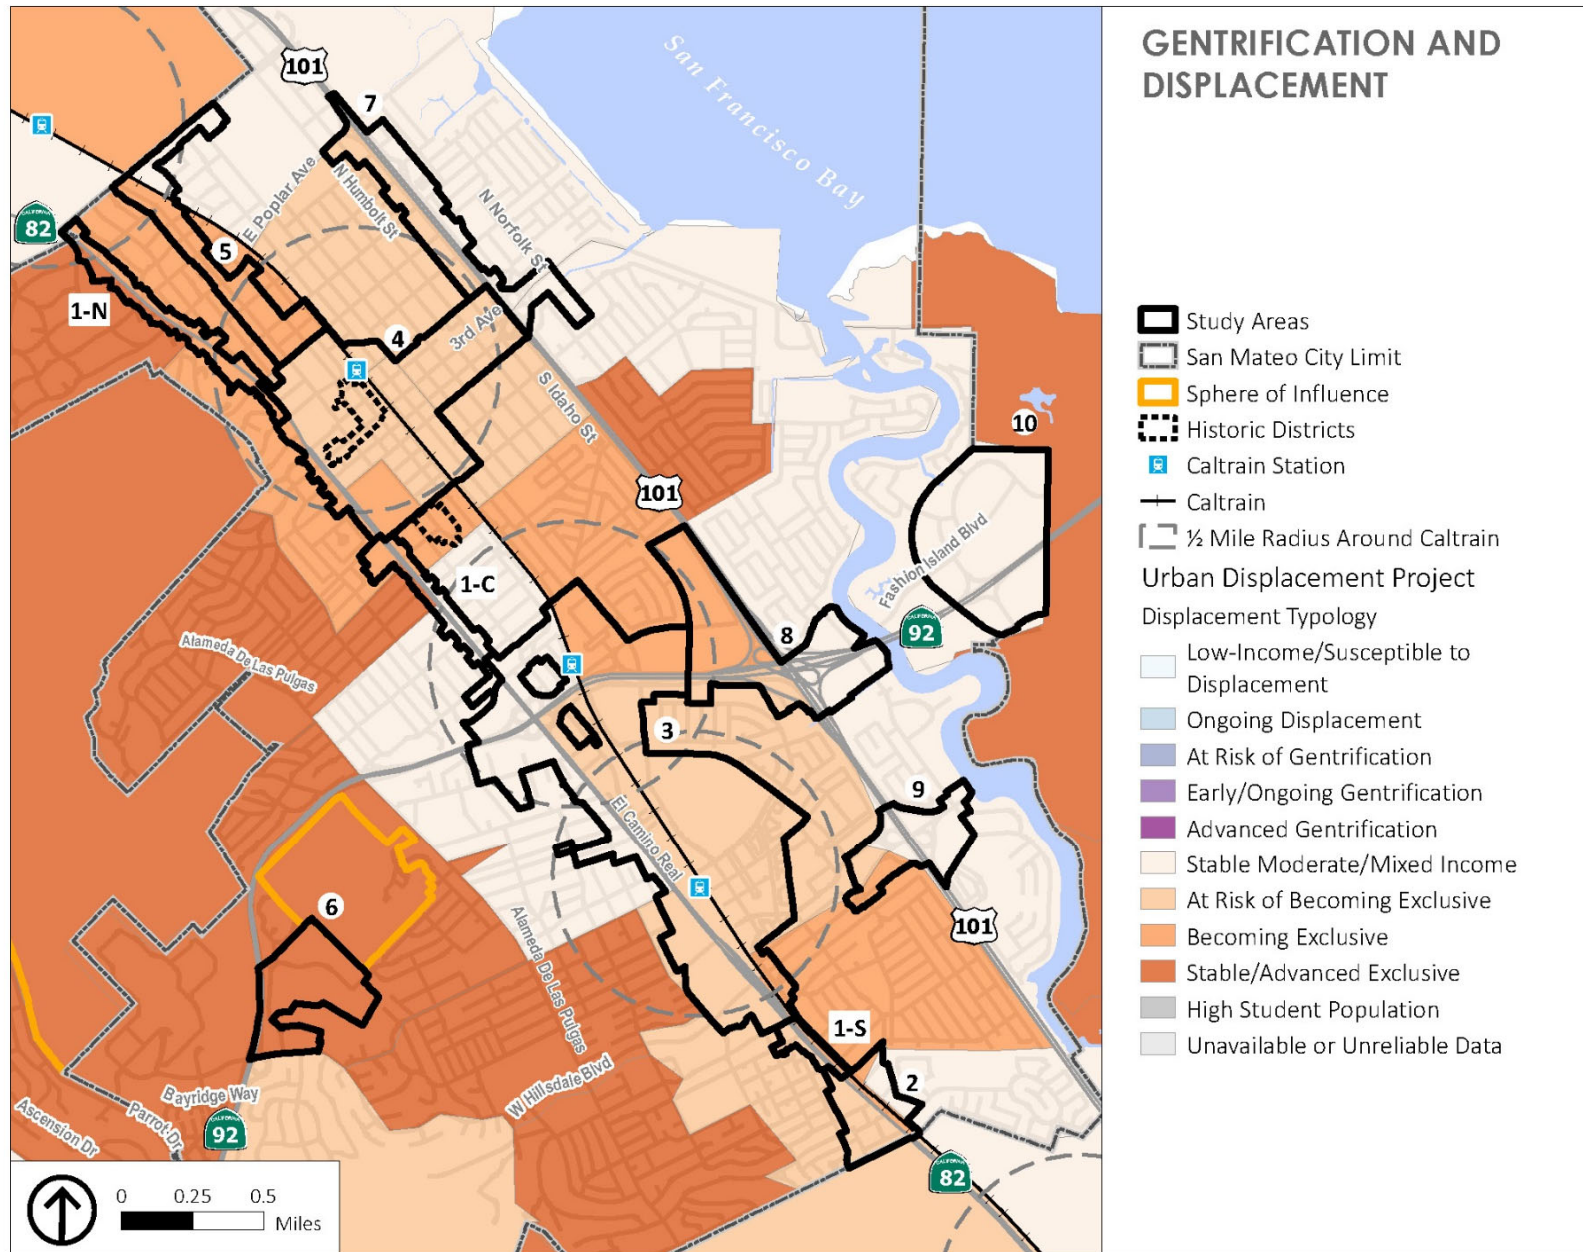 GENTRIFICATION AND
DISPLACEMENT
Study Areas
San Mateo City Limit
Sphere of Influence
Historic Districts
Caltrain Station
Caltrain
½ Mile Radius Around Caltrain
Urban Displacement Project
Displacement Typology
Low-Income/Susceptible to
Displacement
Ongoing Displacement
At Risk of Gentrification
Early/Ongoing Gentrification
Advanced Gentrification
Stable Moderate/Mixed Income
At Risk of Becoming Exclusive
Becoming Exclusive
Stable/Advanced Exclusive
High Student Population
Unavailable or Unreliable Data
San Francisco Bay
101
7
CALIFORNIA
82
E Poplar Ave
N Humbolt St
N Norfolk St
5
1-N
4
3rd Ave
S Idaho St
10
101
Fashion Island Blvd
1-C
8
CALIFORNIA
92
Alameda De Las Pulgas
3
9
El Camino Real
6
Alameda De Las Pulgas
101
1-S
2
W Hillsdale Blvd
Bayridge Way
Parrot Dr
Ascension Dr
CALIFORNIA
92
CALIFORNIA
82
0 0.25 0.5
Miles